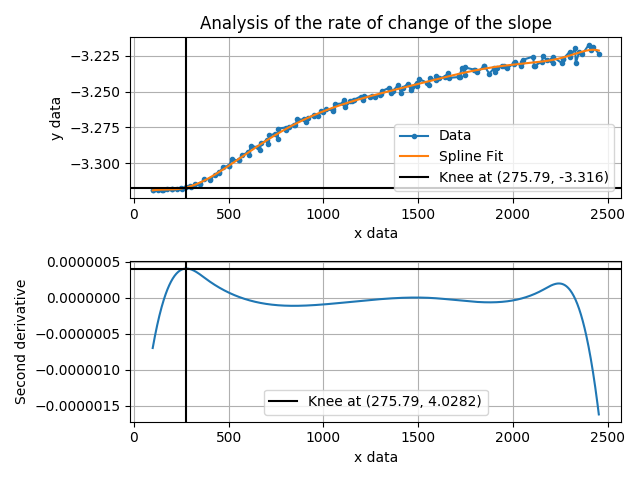 Analysis of the rate of change of the slope
y data
−3.225
−3.250
−3.275
−3.300
Data
Spline Fit
Knee at (275.79, -3.316)
0
500
1000
1500
2000
2500
x data
Second derivative
0.0000005
0.0000000
−0.0000005
−0.0000010
−0.0000015
Knee at (275.79, 4.0282)
0
500
1000
1500
2000
2500
x data